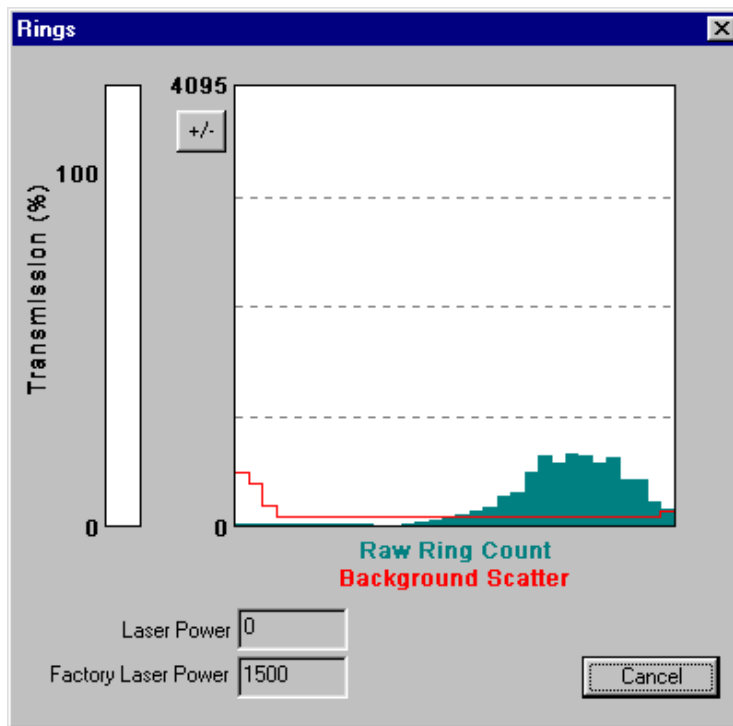 Rings
4095
+/-
100
Transmission (%)
0
0
Raw Ring Count
Background Scatter
Laser Power 0
Factory Laser Power 1500
Cancel